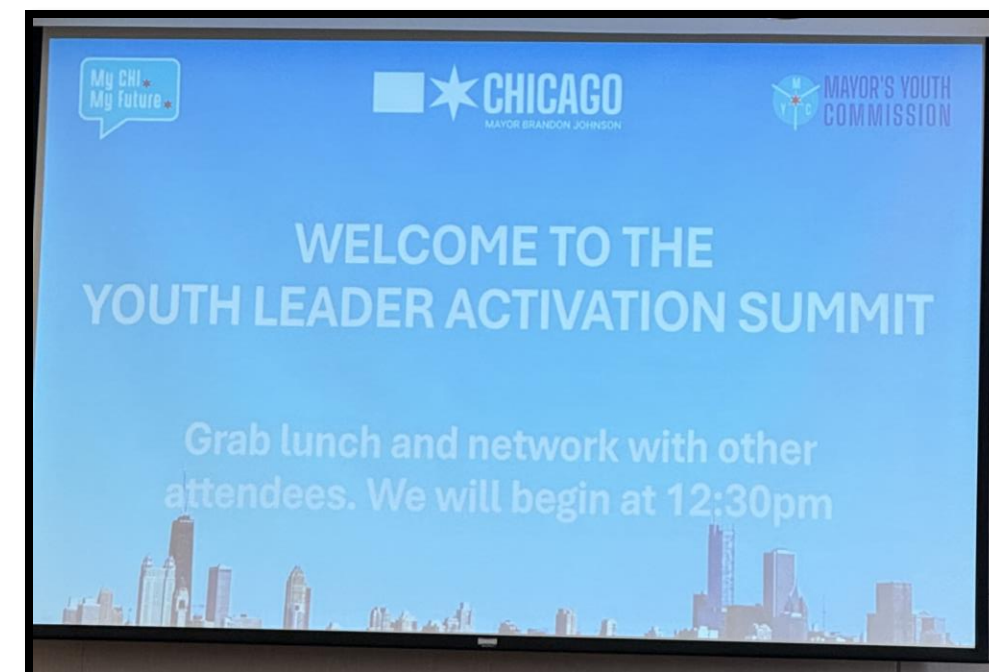 My CHI.
My Future.
CHICAGO
MAYOR BRANDON JOHNSON
M
Y C
MAYOR'S YOUTH
COMMISSION
WELCOME TO THE
YOUTH LEADER ACTIVATION SUMMIT
Grab lunch and network with other
attendees. We will begin at 12:30pm